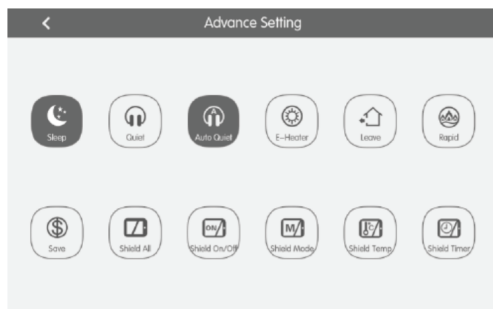 Advance Setting
Sleep
Quiet
Auto Quiet
E-Heater
Leave
Rapid
Save
Shield All
ON/
Shield On/Off
M/
Shield Mode
°C/
Shield Temp
Shield Timer